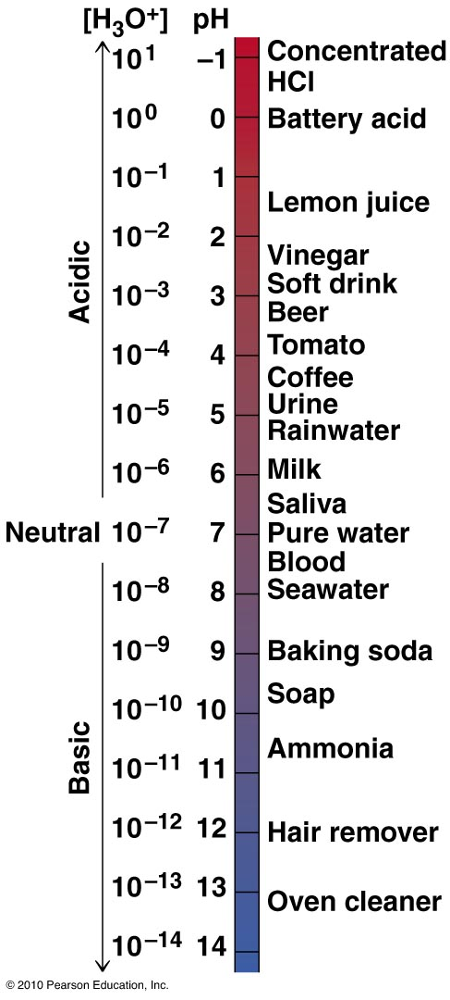 [H₃O⁺] pH
10¹ –1 Concentrated
HCl
10⁰ 0 Battery acid
10⁻¹ 1
Lemon juice
10⁻² 2
Vinegar
Acidic
Soft drink
10⁻³ 3
Beer
Tomato
10⁻⁴ 4
Coffee
Urine
10⁻⁵ 5
Rainwater
10⁻⁶ 6 Milk
Saliva
Neutral 10⁻⁷ 7 Pure water
Blood
10⁻⁸ 8 Seawater
10⁻⁹ 9 Baking soda
Soap
10⁻¹⁰ 10
Basic
Ammonia
10⁻¹¹ 11
10⁻¹² 12 Hair remover
10⁻¹³ 13
Oven cleaner
10⁻¹⁴ 14
© 2010 Pearson Education, Inc.